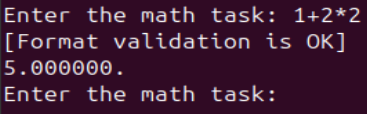 Enter the math task: 1+2*2
[Format validation is OK]
5.000000.
Enter the math task: